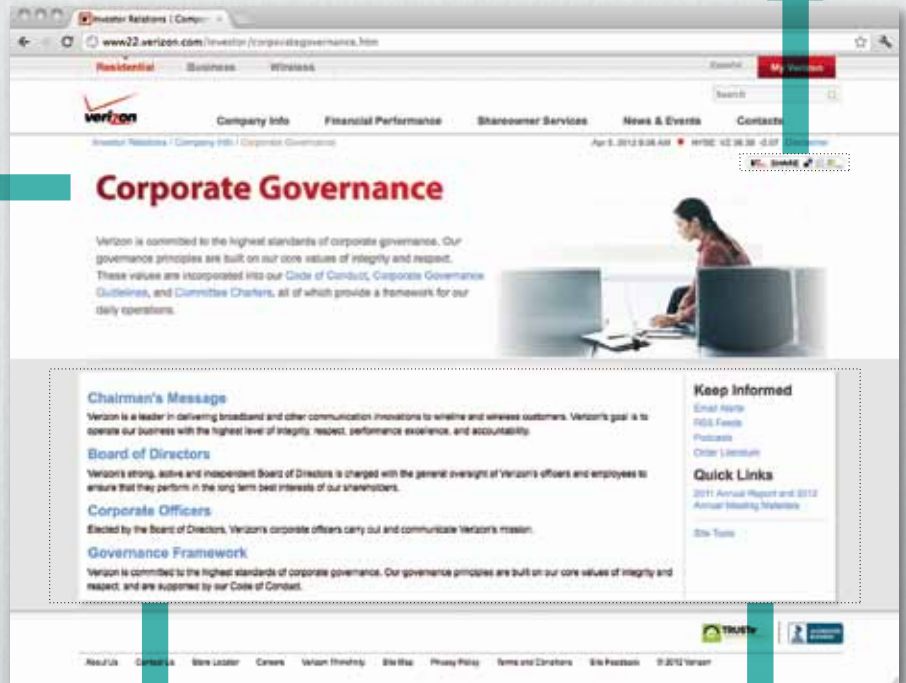 Investor Relations | Compan
www22.verizon.com/investor/corporategovernance.htm
Residential Business Wireless Español My Verizon
Search
verizon
Company Info Financial Performance Shareowner Services News & Events Contacts
Investor Relations / Company Info / Corporate Governance
Apr 5, 2012 NYSE: VZ Disclaimer
SHARE
Corporate Governance
Verizon is committed to the highest standards of corporate governance. Our
governance principles are built on our core values of integrity and respect.
These values are incorporated into our Code of Conduct, Corporate Governance
Guidelines, and Committee Charters, all of which provide a framework for our
daily operations.
Chairman's Message
Verizon is a leader in delivering broadband and other communication innovations to wireline and wireless customers. Verizon's goal is to
operate our business with the highest level of integrity, respect, performance excellence, and accountability.
Board of Directors
Verizon's strong, active and independent Board of Directors is charged with the general oversight of Verizon's officers and employees to
ensure that they perform in the long term best interests of our shareholders.
Corporate Officers
Elected by the Board of Directors, Verizon's corporate officers carry out and communicate Verizon's mission.
Governance Framework
Verizon is committed to the highest standards of corporate governance. Our governance principles are built on our core values of integrity and
respect, and are supported by our Code of Conduct.
Keep Informed
Email Alerts
RSS Feeds
Podcasts
Order Literature
Quick Links
2011 Annual Report and 2012
Annual Meeting Materials
Site Tools
TRUSTe
ACCREDITED
BUSINESS
About Us Contact Us Store Locator Careers Verizon Thinkfinity Site Map Privacy Policy Terms and Conditions Site Feedback © 2012 Verizon